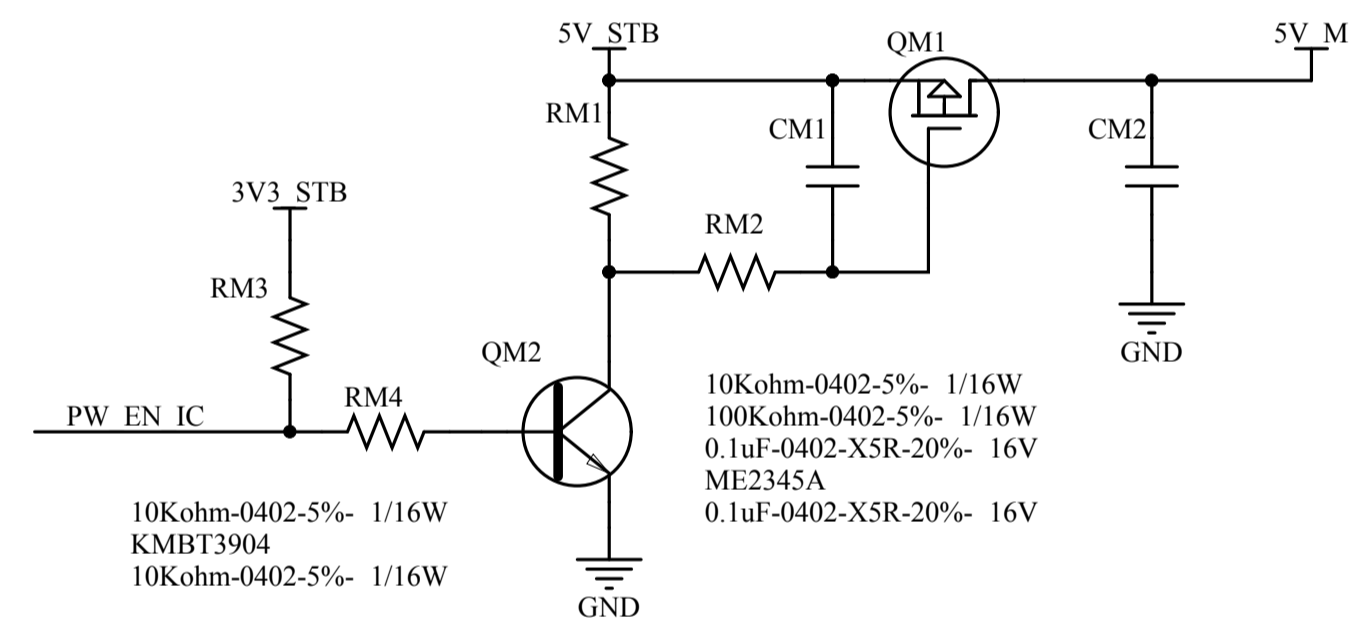 5V_STB
QM1
5V_M
RM1
CM1
CM2
3V3_STB
RM2
RM3
QM2
GND
RM4
PW_EN_IC
10Kohm-0402-5%- 1/16W
100Kohm-0402-5%- 1/16W
0.1uF-0402-X5R-20%- 16V
ME2345A
0.1uF-0402-X5R-20%- 16V
10Kohm-0402-5%- 1/16W
KMBT3904
10Kohm-0402-5%- 1/16W
GND